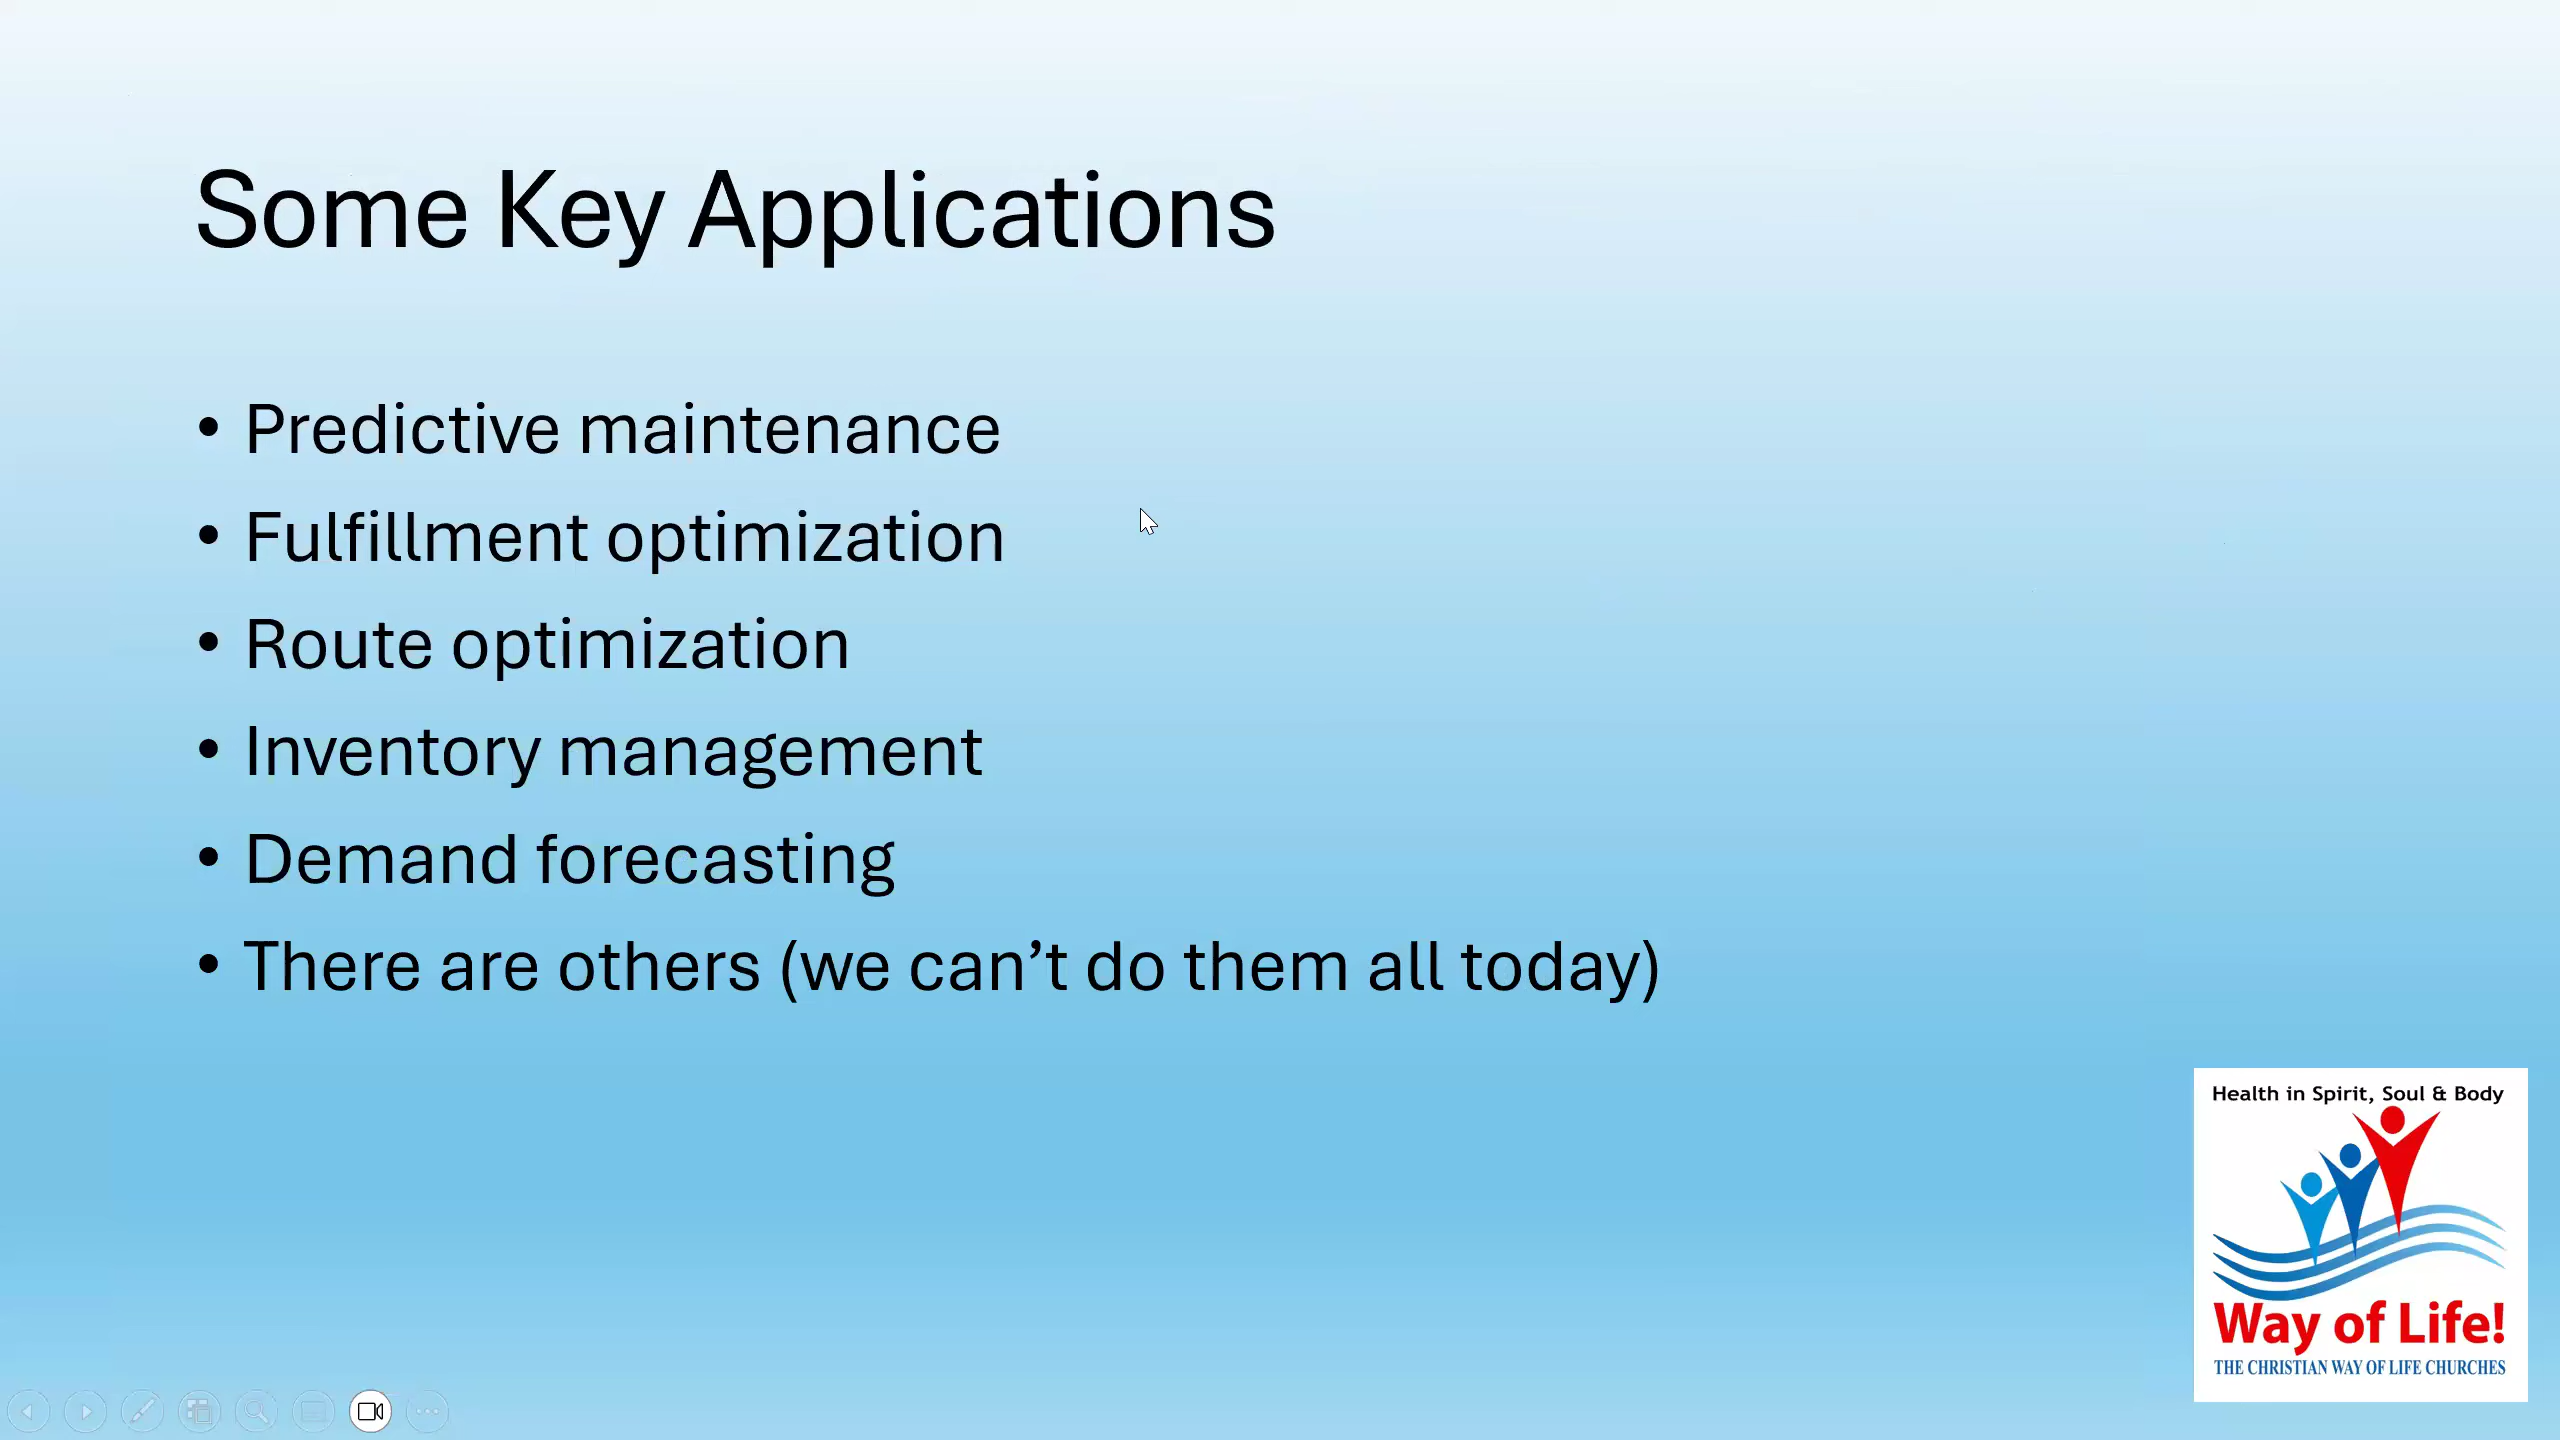 Some Key Applications
• Predictive maintenance
• Fulfillment optimization
• Route optimization
• Inventory management
• Demand forecasting
• There are others (we can’t do them all today)
Health in Spirit, Soul & Body
Way of Life!
THE CHRISTIAN WAY OF LIFE CHURCHES